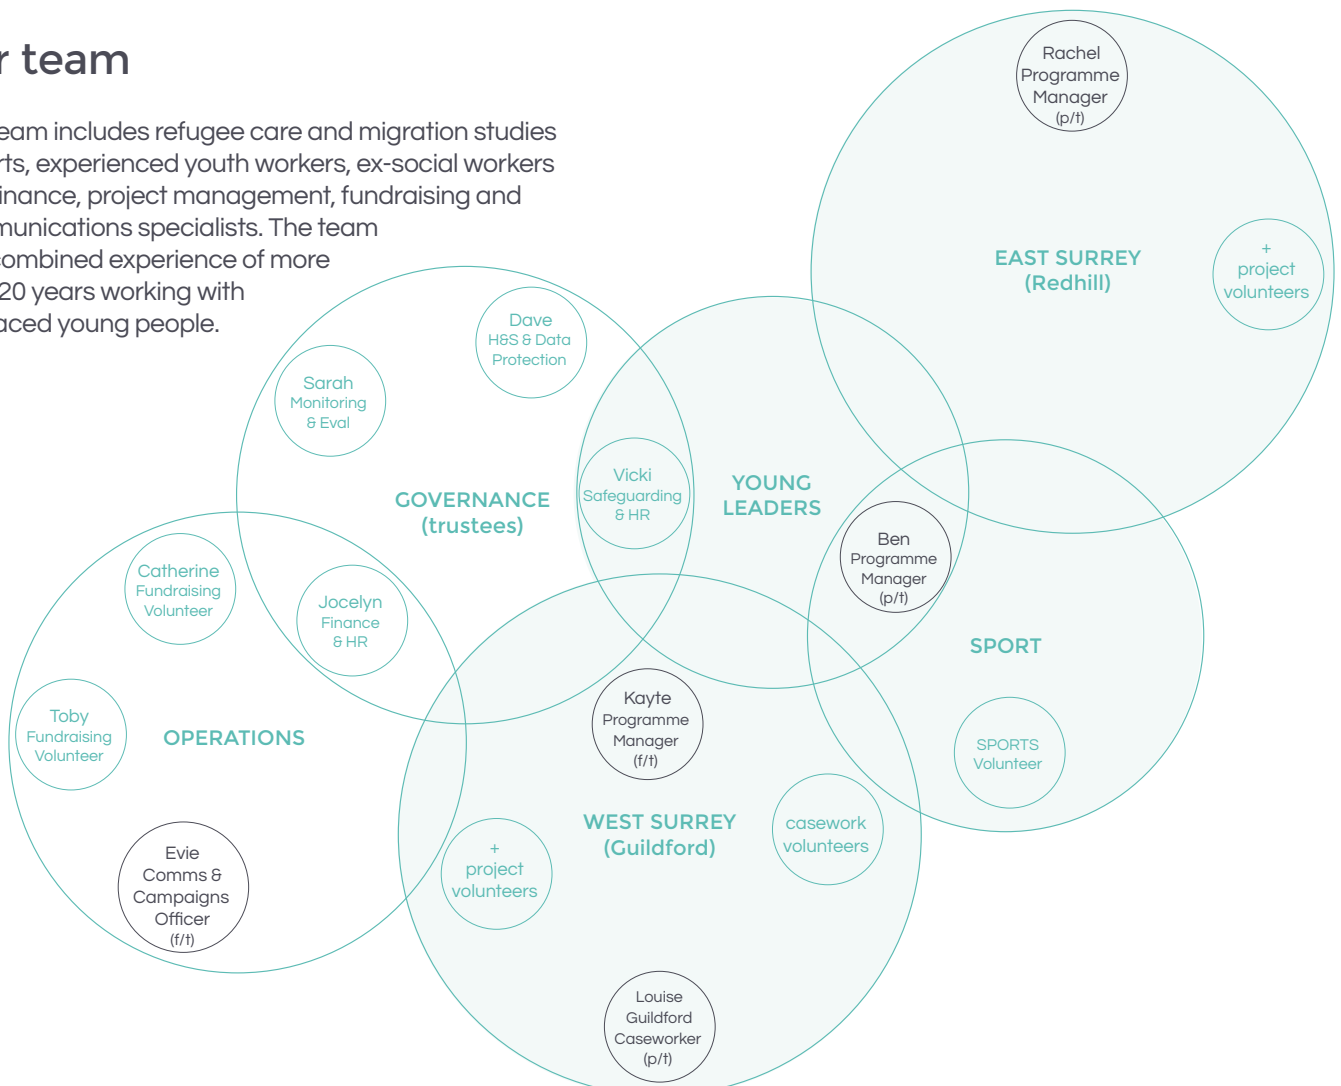 r team
eam includes refugee care and migration studies
rts, experienced youth workers, ex-social workers
inance, project management, fundraising and
munications specialists. The team
combined experience of more
20 years working with
aced young people.
Rachel
Programme
Manager
(p/t)
EAST SURREY
(Redhill)
+
project
volunteers
Dave
H&S & Data
Protection
Sarah
Monitoring
& Eval
GOVERNANCE
(trustees)
Vicki
Safeguarding
& HR
YOUNG
LEADERS
Ben
Programme
Manager
(p/t)
Catherine
Fundraising
Volunteer
Jocelyn
Finance
& HR
SPORT
Toby
Fundraising
Volunteer
OPERATIONS
Kayte
Programme
Manager
(f/t)
SPORTS
Volunteer
WEST SURREY
(Guildford)
casework
volunteers
+
project
volunteers
Evie
Comms &
Campaigns
Officer
(f/t)
Louise
Guildford
Caseworker
(p/t)